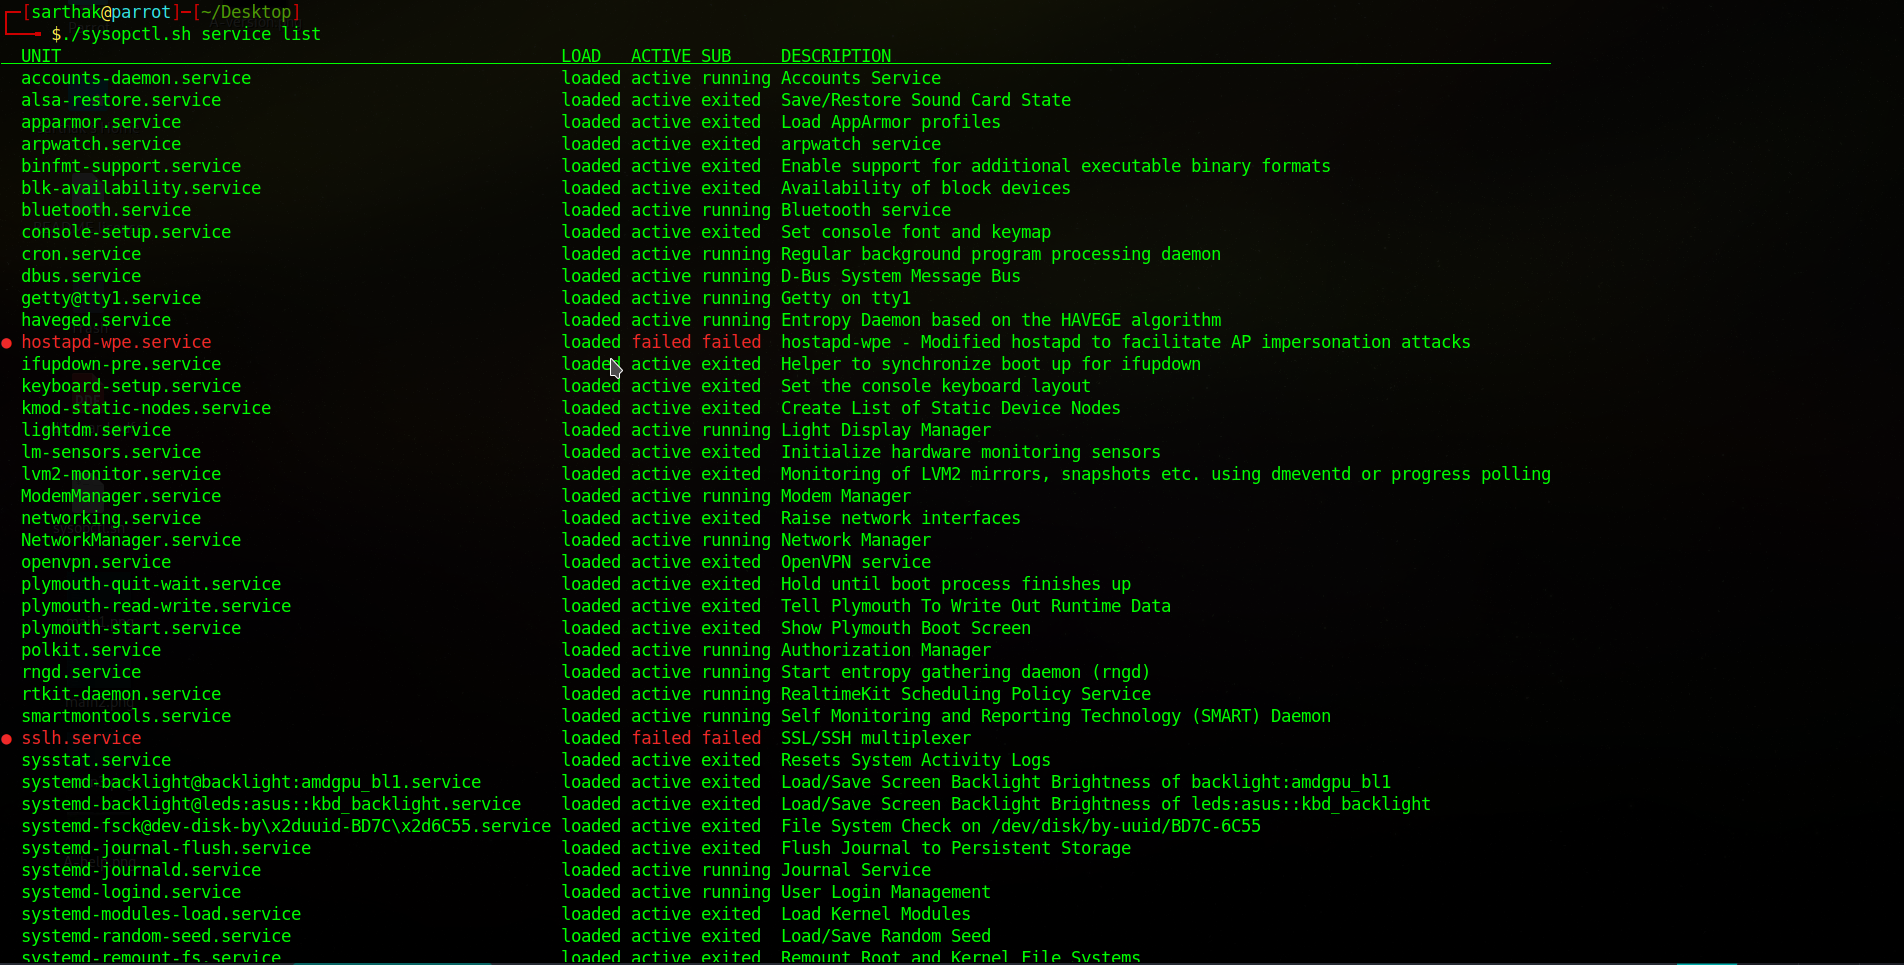 [sarthak@parrot]-[~/Desktop]
$./sysopctl.sh service list
UNIT LOAD ACTIVE SUB DESCRIPTION
accounts-daemon.service loaded active running Accounts Service
alsa-restore.service loaded active exited Save/Restore Sound Card State
apparmor.service loaded active exited Load AppArmor profiles
arpwatch.service loaded active exited arpwatch service
binfmt-support.service loaded active exited Enable support for additional executable binary formats
blk-availability.service loaded active exited Availability of block devices
bluetooth.service loaded active running Bluetooth service
console-setup.service loaded active exited Set console font and keymap
cron.service loaded active running Regular background program processing daemon
dbus.service loaded active running D-Bus System Message Bus
getty@tty1.service loaded active running Getty on tty1
haveged.service loaded active running Entropy Daemon based on the HAVEGE algorithm
● hostapd-wpe.service loaded failed failed hostapd-wpe - Modified hostapd to facilitate AP impersonation attacks
ifupdown-pre.service loaded active exited Helper to synchronize boot up for ifupdown
keyboard-setup.service loaded active exited Set the console keyboard layout
kmod-static-nodes.service loaded active exited Create List of Static Device Nodes
lightdm.service loaded active running Light Display Manager
lm-sensors.service loaded active exited Initialize hardware monitoring sensors
lvm2-monitor.service loaded active exited Monitoring of LVM2 mirrors, snapshots etc. using dmeventd or progress polling
ModemManager.service loaded active running Modem Manager
networking.service loaded active exited Raise network interfaces
NetworkManager.service loaded active running Network Manager
openvpn.service loaded active exited OpenVPN service
plymouth-quit-wait.service loaded active exited Hold until boot process finishes up
plymouth-read-write.service loaded active exited Tell Plymouth To Write Out Runtime Data
plymouth-start.service loaded active exited Show Plymouth Boot Screen
polkit.service loaded active running Authorization Manager
rngd.service loaded active running Start entropy gathering daemon (rngd)
rtkit-daemon.service loaded active running RealtimeKit Scheduling Policy Service
smartmontools.service loaded active running Self Monitoring and Reporting Technology (SMART) Daemon
● sslh.service loaded failed failed SSL/SSH multiplexer
sysstat.service loaded active exited Resets System Activity Logs
systemd-backlight@backlight:amdgpu_bl1.service loaded active exited Load/Save Screen Backlight Brightness of backlight:amdgpu_bl1
systemd-backlight@leds:asus::kbd_backlight.service loaded active exited Load/Save Screen Backlight Brightness of leds:asus::kbd_backlight
systemd-fsck@dev-disk-by\x2duuid-BD7C\x2d6C55.service loaded active exited File System Check on /dev/disk/by-uuid/BD7C-6C55
systemd-journal-flush.service loaded active exited Flush Journal to Persistent Storage
systemd-journald.service loaded active running Journal Service
systemd-logind.service loaded active running User Login Management
systemd-modules-load.service loaded active exited Load Kernel Modules
systemd-random-seed.service loaded active exited Load/Save Random Seed
systemd-remount-fs.service loaded active exited Remount Root and Kernel File Systems